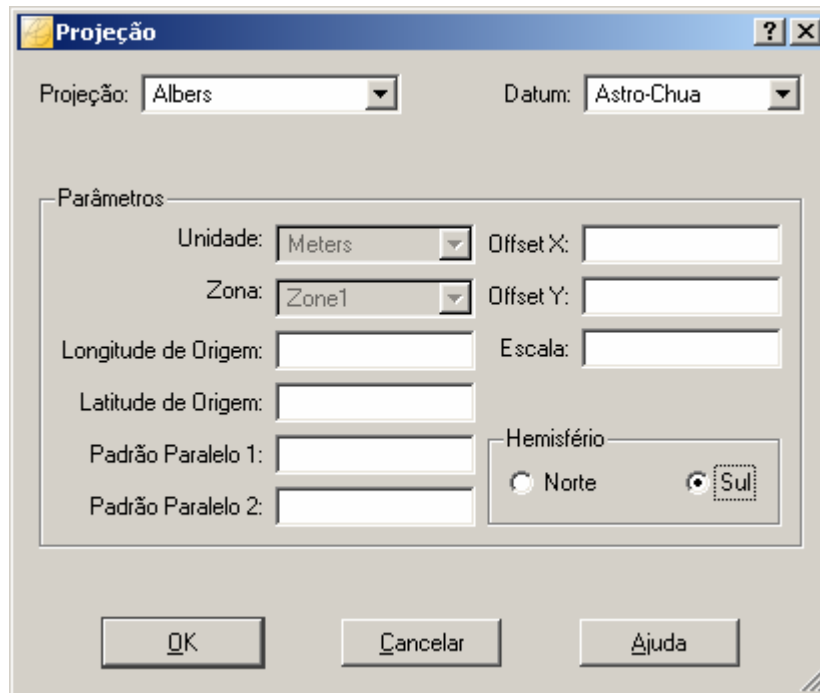 Projeção
Projeção: Albers Datum: Astro-Chua
Parâmetros
Unidade: Meters Offset X:
Zona: Zone1 Offset Y:
Longitude de Origem: Escala:
Latitude de Origem:
Padrão Paralelo 1: Hemisfério
Norte Sul
Padrão Paralelo 2:
OK Cancelar Ajuda